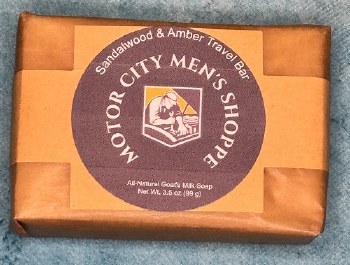 Sandalwood & Amber Travel Bar
MOTOR CITY MEN'S SHOPPE
All-Natural Goat's Milk Soap
Net Wt. 3.5 oz (99 g)